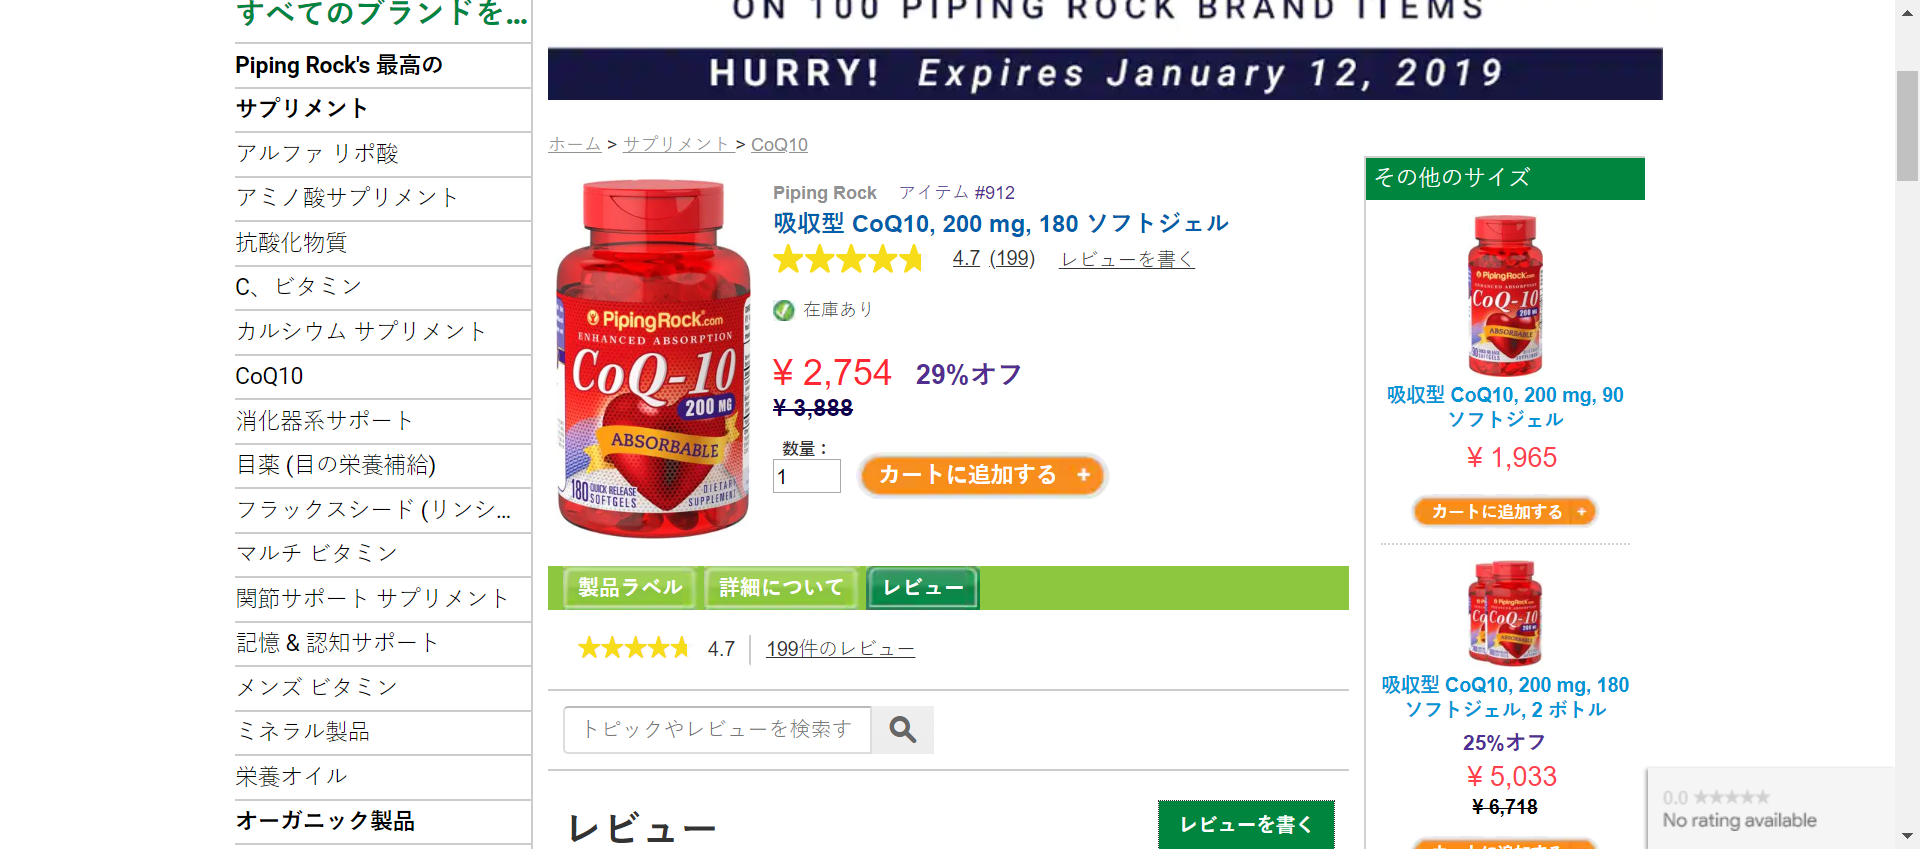 すべてのブランドを...
Piping Rock's 最高の
サプリメント
アルファ リポ酸
アミノ酸サプリメント
抗酸化物質
C、ビタミン
カルシウム サプリメント
CoQ10
消化器系サポート
目薬 (目の栄養補給)
フラックスシード (リンシ...
マルチ ビタミン
関節サポート サプリメント
記憶 & 認知サポート
メンズ ビタミン
ミネラル製品
栄養オイル
オーガニック製品
ON 100 PIPING ROCK BRAND ITEMS
HURRY! Expires January 12, 2019
ホーム > サプリメント > CoQ10
PipingRock.com
ENHANCED ABSORPTION
CoQ-10
200 MG
ABSORBABLE
180 QUICK RELEASE
SOFTGELS
DIETARY
SUPPLEMENT
Piping Rock アイテム #912
吸収型 CoQ10, 200 mg, 180 ソフトジェル
4.7 (199) レビューを書く
在庫あり
¥ 2,754 29%オフ
¥ 3,888
数量：
1
カートに追加する +
製品ラベル 詳細について レビュー
4.7 199件のレビュー
トピックやレビューを検索す
レビュー
レビューを書く
その他のサイズ
PipingRock.com
CoQ-10
200 MG
ABSORBABLE
吸収型 CoQ10, 200 mg, 90
ソフトジェル
¥ 1,965
カートに追加する +
CoQ-10
吸収型 CoQ10, 200 mg, 180
ソフトジェル, 2 ボトル
25%オフ
¥ 5,033
¥ 6,718
カートに追加する
0.0
No rating available